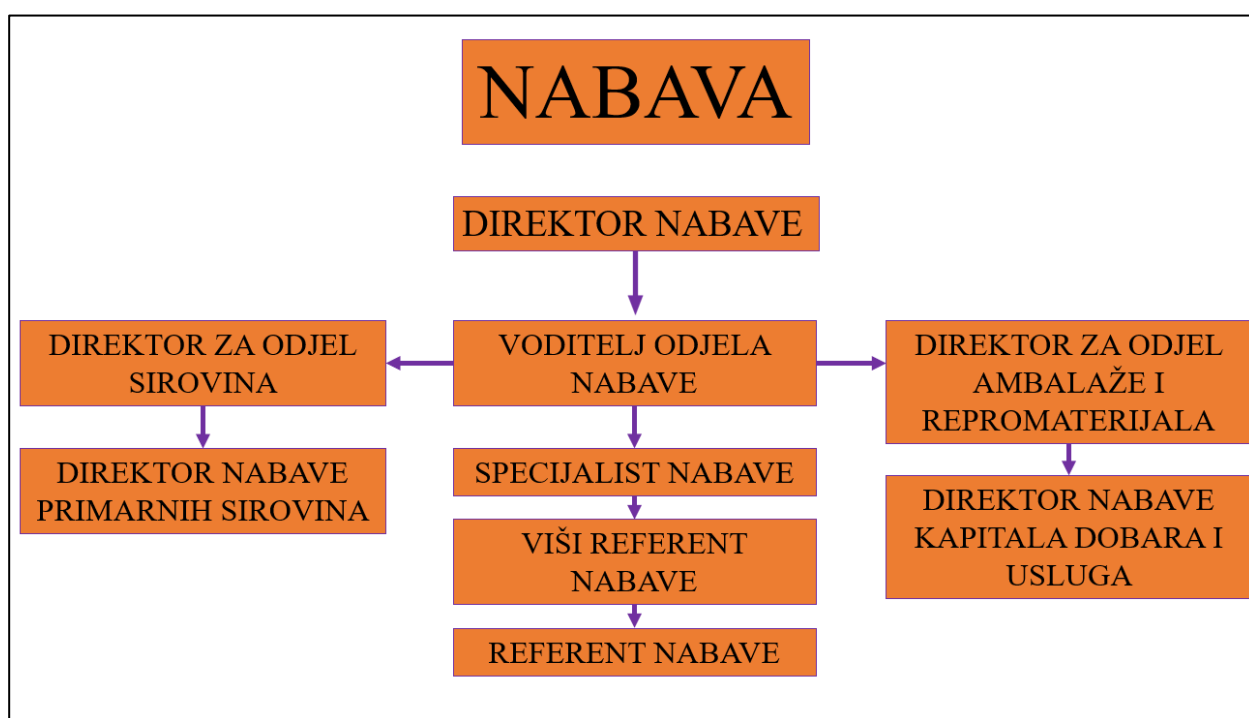 NABAVA
DIREKTOR NABAVE
DIREKTOR ZA ODJEL
SIROVINA
VODITELJ ODJELA
NABAVE
DIREKTOR ZA ODJEL
AMBALAŽE I
REPROMATERIJALA
DIREKTOR NABAVE
PRIMARNIH SIROVINA
SPECIJALIST NABAVE
VIŠI REFERENT
NABAVE
REFERENT NABAVE
DIREKTOR NABAVE
KAPITALA DOBARA I
USLUGA